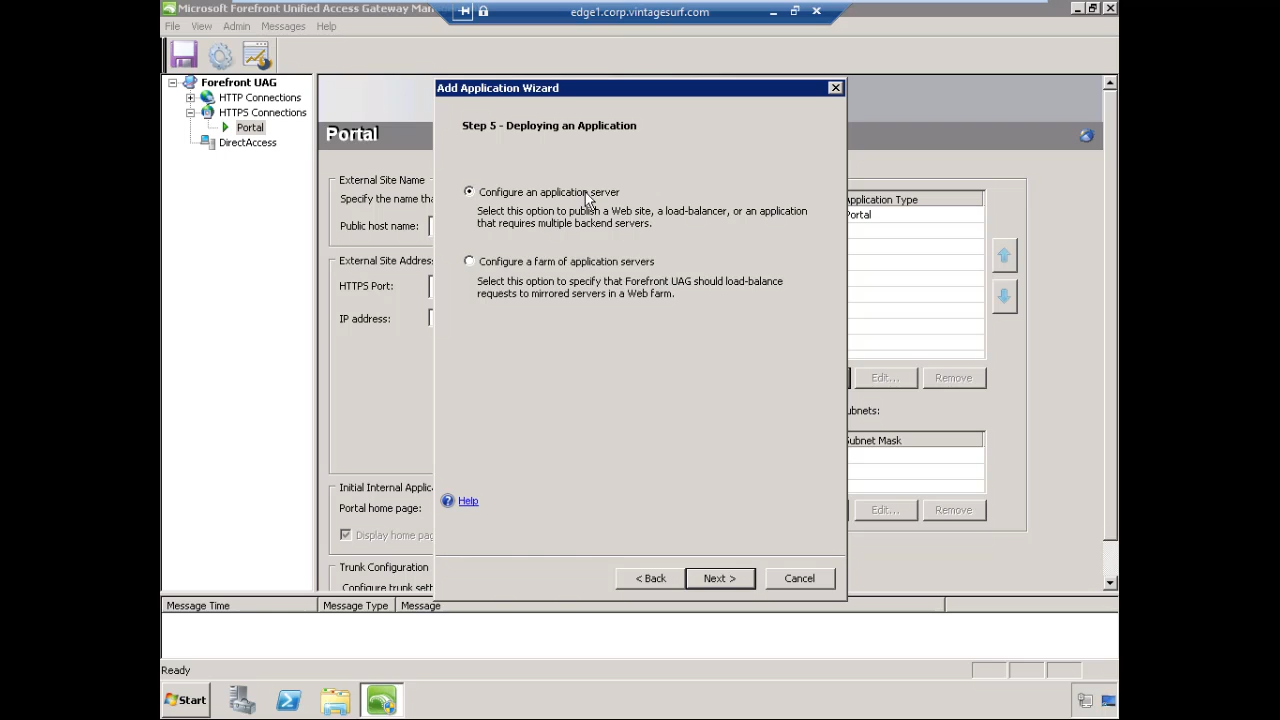 Microsoft Forefront Unified Access Gateway Man
edge1.corp.vintagesurf.com
File View Admin Messages Help
Forefront UAG
HTTP Connections
HTTPS Connections
Portal
DirectAccess
Portal
External Site Name
Specify the name tha
Public host name:
External Site Address
HTTPS Port:
IP address:
Initial Internal Applica
Portal home page:
Display home pag
Trunk Configuration
Configure trunk sett
Add Application Wizard
Step 5 - Deploying an Application
Configure an application server
Select this option to publish a Web site, a load-balancer, or an application
that requires multiple backend servers.
Configure a farm of application servers
Select this option to specify that Forefront UAG should load-balance
requests to mirrored servers in a Web farm.
Help
< Back Next > Cancel
Application Type
Portal
Edit... Remove
ubnets:
Subnet Mask
Edit... Remove
Message Time Message Type Message
Ready
Start